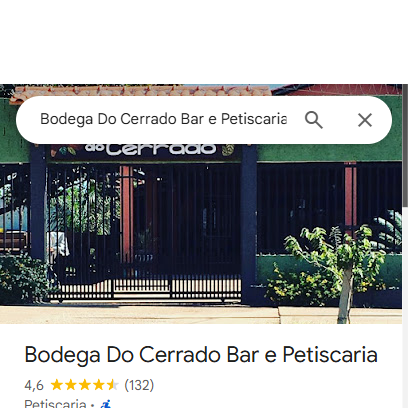 Bodega Do Cerrado Bar e Petiscaria
do Cerrado
Bodega Do Cerrado Bar e Petiscaria
4,6 (132)
Petiscaria ·